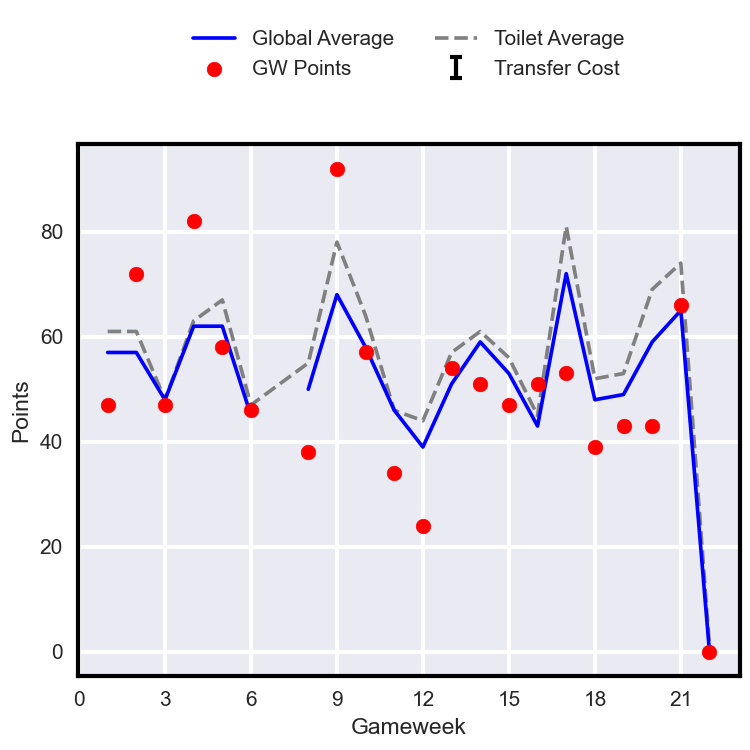 Global Average
Toilet Average
GW Points
Transfer Cost
80
60
40
20
0
Points
0 3 6 9 12 15 18 21
Gameweek